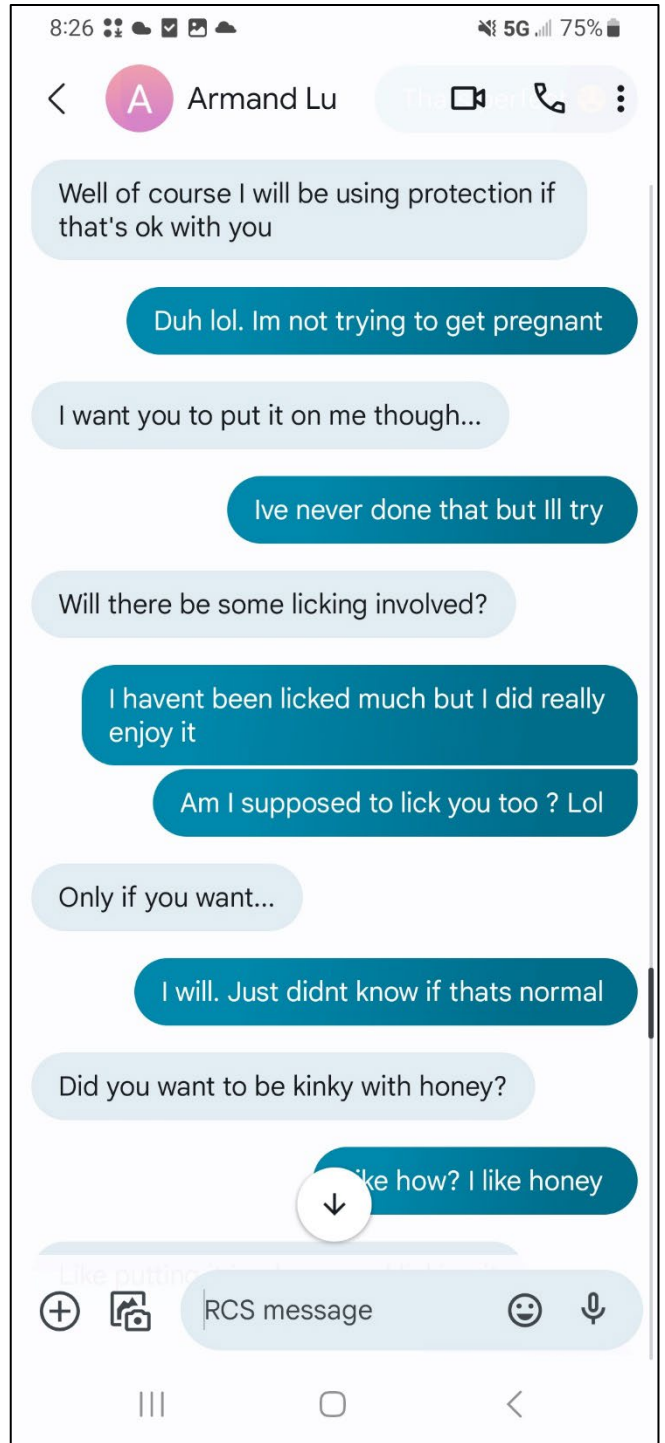 8:26 5G 75%
A Armand Lu
Well of course I will be using protection if
that's ok with you
Duh lol. Im not trying to get pregnant
I want you to put it on me though...
Ive never done that but Ill try
Will there be some licking involved?
I havent been licked much but I did really
enjoy it
Am I supposed to lick you too ? Lol
Only if you want...
I will. Just didnt know if thats normal
Did you want to be kinky with honey?
how? I like honey
Like putting
RCS message